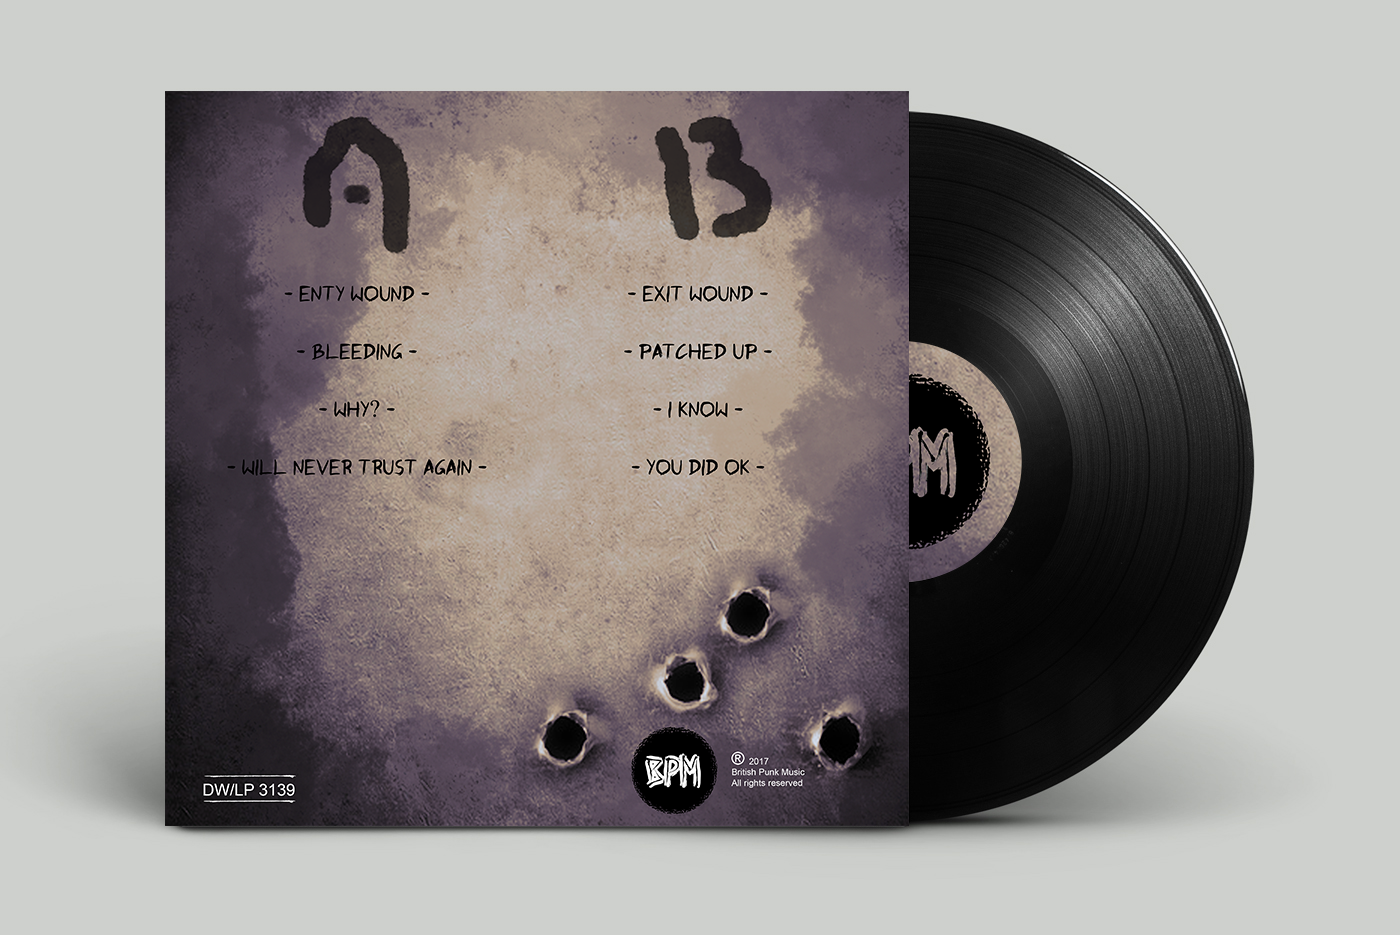 A
B
- ENTY WOUND -
- EXIT WOUND -
- BLEEDING -
- PATCHED UP -
- WHY? -
- I KNOW -
- WILL NEVER TRUST AGAIN -
- YOU DID OK -
DW/LP 3139
BPM
® 2017
British Punk Music
All rights reserved